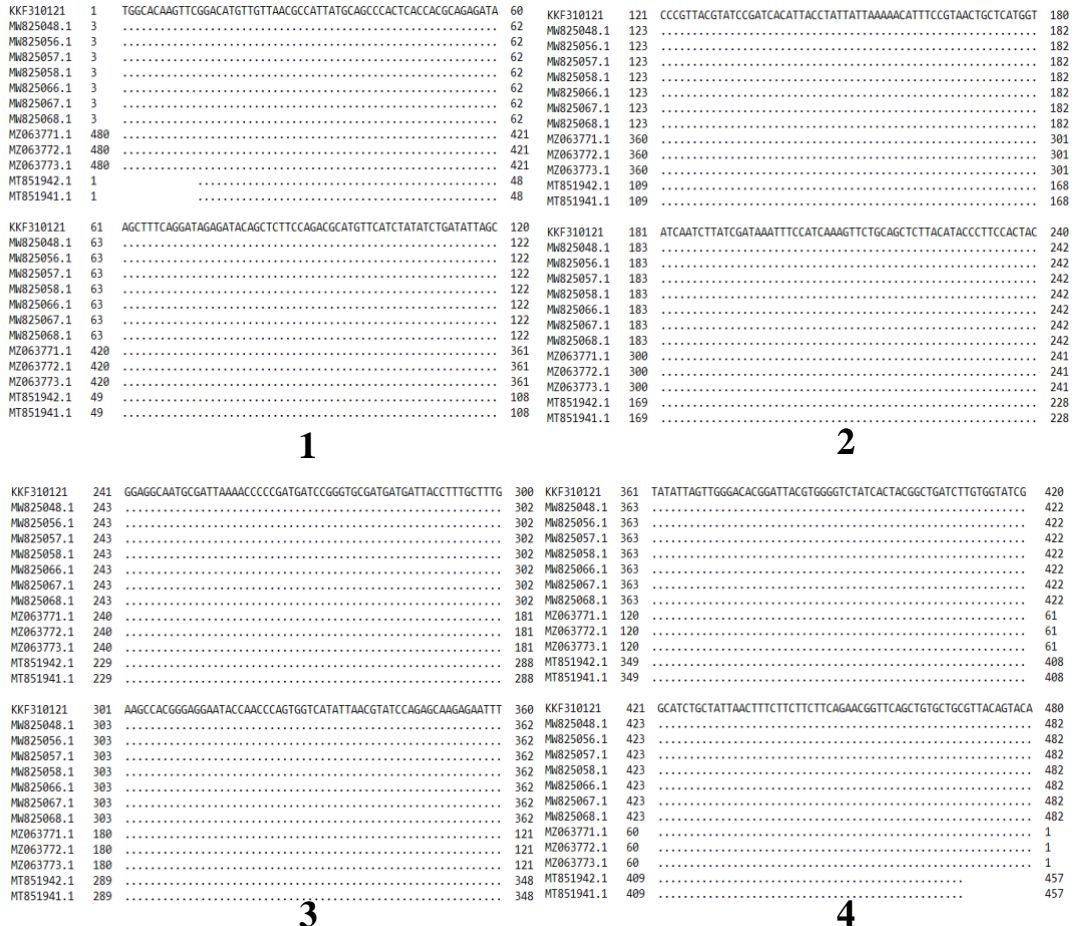 KKF310121 1 TGGCACAAGTTCGGACATGTTGTTAACGCCATTATGCAGCCCACTCACCACGCAGAGATA 60
MW825048.1 3 ............................................................ 62
MW825056.1 3 ............................................................ 62
MW825057.1 3 ............................................................ 62
MW825058.1 3 ............................................................ 62
MW825066.1 3 ............................................................ 62
MW825067.1 3 ............................................................ 62
MW825068.1 3 ............................................................ 62
MZ063771.1 480 ............................................................ 421
MZ063772.1 480 ............................................................ 421
MZ063773.1 480 ............................................................ 421
MT851942.1 1 ................................................ 48
MT851941.1 1 ................................................ 48
KKF310121 61 AGCTTTCAGGATAGAGATACAGCTCTTCCAGACGCATGTTCATCTATATCTGATATTAGC 120
MW825048.1 63 ............................................................ 122
MW825056.1 63 ............................................................ 122
MW825057.1 63 ............................................................ 122
MW825058.1 63 ............................................................ 122
MW825066.1 63 ............................................................ 122
MW825067.1 63 ............................................................ 122
MW825068.1 63 ............................................................ 122
MZ063771.1 420 ............................................................ 361
MZ063772.1 420 ............................................................ 361
MZ063773.1 420 ............................................................ 361
MT851942.1 49 ............................................................ 108
MT851941.1 49 ............................................................ 108
1
KKF310121 121 CCCGTTACGTATCCGATCACATTACCTATTATTAAAAACATTTCCGTAACTGCTCATGGT 180
MW825048.1 123 ............................................................ 182
MW825056.1 123 ............................................................ 182
MW825057.1 123 ............................................................ 182
MW825058.1 123 ............................................................ 182
MW825066.1 123 ............................................................ 182
MW825067.1 123 ............................................................ 182
MW825068.1 123 ............................................................ 182
MZ063771.1 360 ............................................................ 301
MZ063772.1 360 ............................................................ 301
MZ063773.1 360 ............................................................ 301
MT851942.1 109 ............................................................ 168
MT851941.1 109 ............................................................ 168
KKF310121 181 ATCAATCTTATCGATAAATTTCCATCAAAGTTCTGCAGCTCTTACATACCCTTCCACTAC 240
MW825048.1 183 ............................................................ 242
MW825056.1 183 ............................................................ 242
MW825057.1 183 ............................................................ 242
MW825058.1 183 ............................................................ 242
MW825066.1 183 ............................................................ 242
MW825067.1 183 ............................................................ 242
MW825068.1 183 ............................................................ 242
MZ063771.1 300 ............................................................ 241
MZ063772.1 300 ............................................................ 241
MZ063773.1 300 ............................................................ 241
MT851942.1 169 ............................................................ 228
MT851941.1 169 ............................................................ 228
2
KKF310121 241 GGAGGCAATGCGATTAAAACCCCCGATGATCCGGGTGCGATGATGATTACCTTTGCTTTG 300
MW825048.1 243 ............................................................ 302
MW825056.1 243 ............................................................ 302
MW825057.1 243 ............................................................ 302
MW825058.1 243 ............................................................ 302
MW825066.1 243 ............................................................ 302
MW825067.1 243 ............................................................ 302
MW825068.1 243 ............................................................ 302
MZ063771.1 240 ............................................................ 181
MZ063772.1 240 ............................................................ 181
MZ063773.1 240 ............................................................ 181
MT851942.1 229 ............................................................ 288
MT851941.1 229 ............................................................ 288
KKF310121 301 AAGCCACGGGAGGAATACCAACCCAGTGGTCATATTAACGTATCCAGAGCAAGAGAATTT 360
MW825048.1 303 ............................................................ 362
MW825056.1 303 ............................................................ 362
MW825057.1 303 ............................................................ 362
MW825058.1 303 ............................................................ 362
MW825066.1 303 ............................................................ 362
MW825067.1 303 ............................................................ 362
MW825068.1 303 ............................................................ 362
MZ063771.1 180 ............................................................ 121
MZ063772.1 180 ............................................................ 121
MZ063773.1 180 ............................................................ 121
MT851942.1 289 ............................................................ 348
MT851941.1 289 ............................................................ 348
3
KKF310121 361 TATATTAGTTGGGACACGGATTACGTGGGGTCTATCACTACGGCTGATCTTGTGGTATCG 420
MW825048.1 363 ............................................................ 422
MW825056.1 363 ............................................................ 422
MW825057.1 363 ............................................................ 422
MW825058.1 363 ............................................................ 422
MW825066.1 363 ............................................................ 422
MW825067.1 363 ............................................................ 422
MW825068.1 363 ............................................................ 422
MZ063771.1 120 ............................................................ 61
MZ063772.1 120 ............................................................ 61
MZ063773.1 120 ............................................................ 61
MT851942.1 349 ............................................................ 408
MT851941.1 349 ............................................................ 408
KKF310121 421 GCATCTGCTATTAACTTTCTTCTTCTTCAGAACGGTTCAGCTGTGCTGCGTTACAGTACA 480
MW825048.1 423 ............................................................ 482
MW825056.1 423 ............................................................ 482
MW825057.1 423 ............................................................ 482
MW825058.1 423 ............................................................ 482
MW825066.1 423 ............................................................ 482
MW825067.1 423 ............................................................ 482
MW825068.1 423 ............................................................ 482
MZ063771.1 60 ............................................................ 1
MZ063772.1 60 ............................................................ 1
MZ063773.1 60 ............................................................ 1
MT851942.1 409 ................................................. 457
MT851941.1 409 ................................................. 457
4